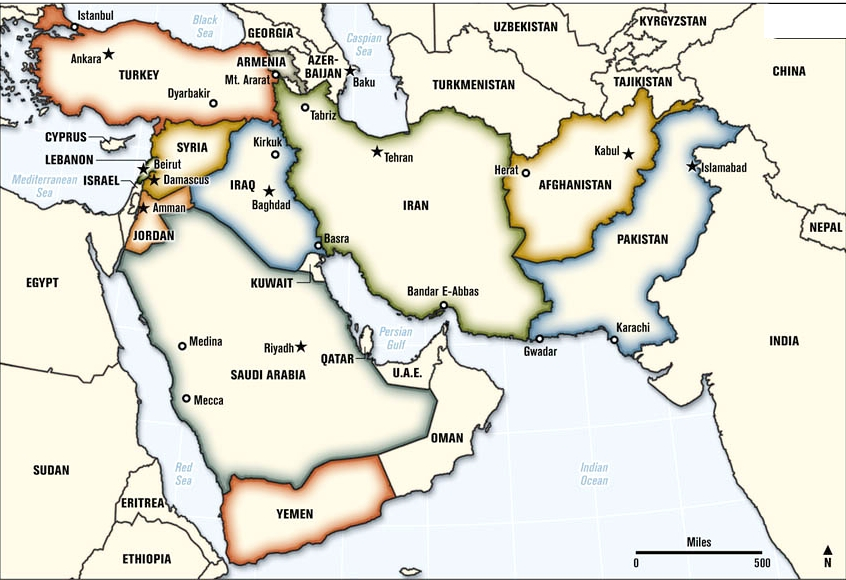 Istanbul
Black
Sea
GEORGIA
Caspian
Sea
UZBEKISTAN
KYRGYZSTAN
Ankara
TURKEY
ARMENIA
Mt. Ararat
AZER-
BAIJAN
Baku
TURKMENISTAN
TAJIKISTAN
CHINA
Dyarbakir
Tabriz
CYPRUS
LEBANON
Beirut
SYRIA
Kirkuk
Tehran
Herat
Kabul
Islamabad
Mediterranean
Sea
ISRAEL
Damascus
IRAQ
Baghdad
AFGHANISTAN
Amman
JORDAN
IRAN
NEPAL
Basra
PAKISTAN
EGYPT
KUWAIT
Bandar E-Abbas
Medina
Riyadh
QATAR
Persian
Gulf
Gwadar
Karachi
INDIA
SAUDI ARABIA
U.A.E.
Mecca
OMAN
SUDAN
Red
Sea
Indian
Ocean
ERITREA
YEMEN
ETHIOPIA
Miles
0
500
N